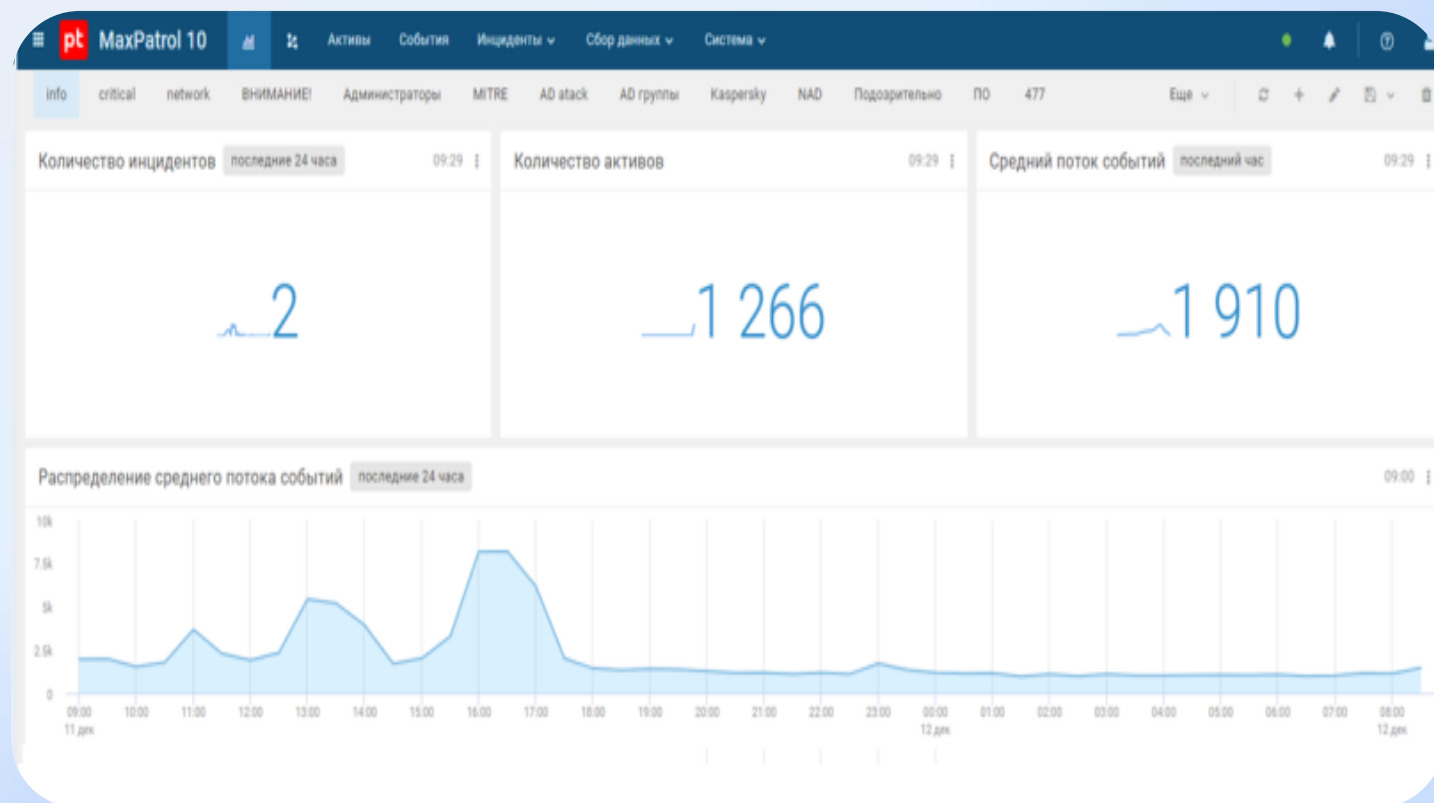 pt MaxPatrol 10 Активы События Инциденты Сбор данных Система
info critical network ВНИМАНИЕ! Администраторы MITRE AD atack AD группы Kaspersky NAD Подозрительно ПО 477 Еще
Количество инцидентов последние 24 часа 09:29
Количество активов 09:29
Средний поток событий последний час 09:29
2
1 266
1 910
Распределение среднего потока событий последние 24 часа 09:00
10k
7.5k
5k
2.5k
0
09:00 10:00 11:00 12:00 13:00 14:00 15:00 16:00 17:00 18:00 19:00 20:00 21:00 22:00 23:00 00:00 01:00 02:00 03:00 04:00 05:00 06:00 07:00 08:00
11 дек 12 дек 12 дек